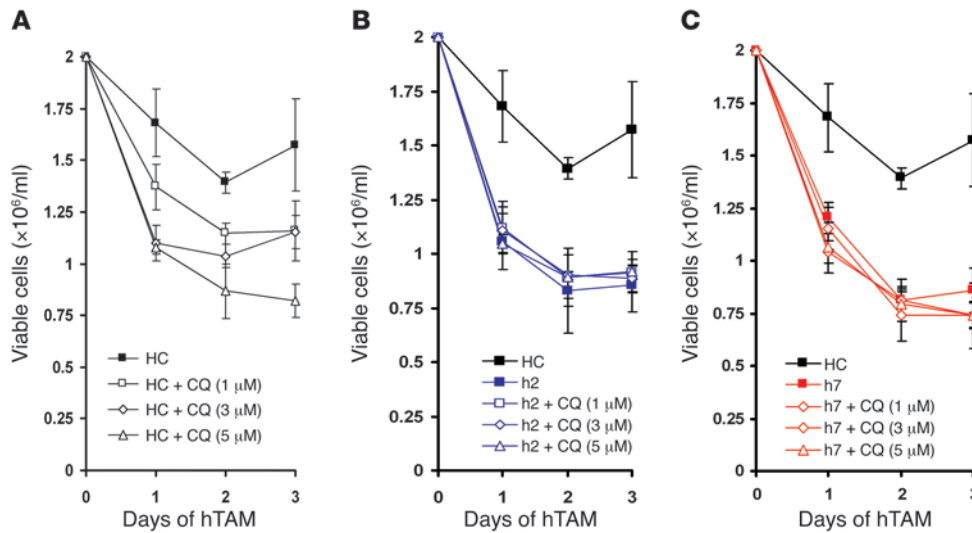 A
Viable cells (×10⁶/ml)
2
1.75
1.5
1.25
1
0.75
0.5
0.25
0
HC
HC + CQ (1 μM)
HC + CQ (3 μM)
HC + CQ (5 μM)
0 1 2 3
Days of hTAM
B
Viable cells (×10⁶/ml)
2
1.75
1.5
1.25
1
0.75
0.5
0.25
0
HC
h2
h2 + CQ (1 μM)
h2 + CQ (3 μM)
h2 + CQ (5 μM)
0 1 2 3
Days of hTAM
C
Viable cells (×10⁶/ml)
2
1.75
1.5
1.25
1
0.75
0.5
0.25
0
HC
h7
h7 + CQ (1 μM)
h7 + CQ (3 μM)
h7 + CQ (5 μM)
0 1 2 3
Days of hTAM